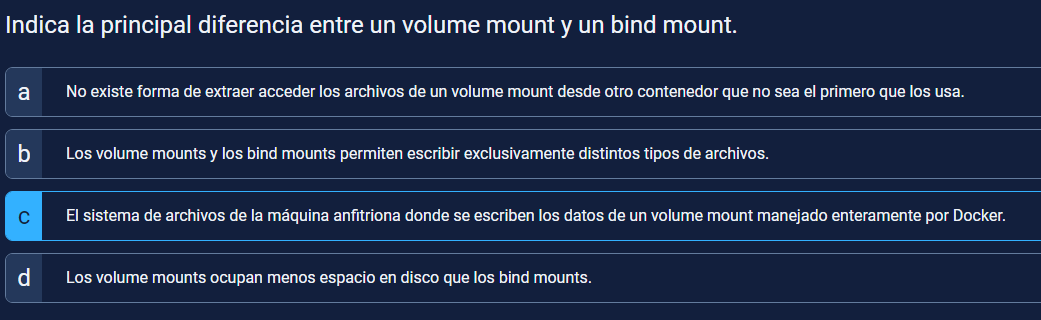 Indica la principal diferencia entre un volume mount y un bind mount.
a No existe forma de extraer acceder los archivos de un volume mount desde otro contenedor que no sea el primero que los usa.
b Los volume mounts y los bind mounts permiten escribir exclusivamente distintos tipos de archivos.
c El sistema de archivos de la máquina anfitriona donde se escriben los datos de un volume mount manejado enteramente por Docker.
d Los volume mounts ocupan menos espacio en disco que los bind mounts.